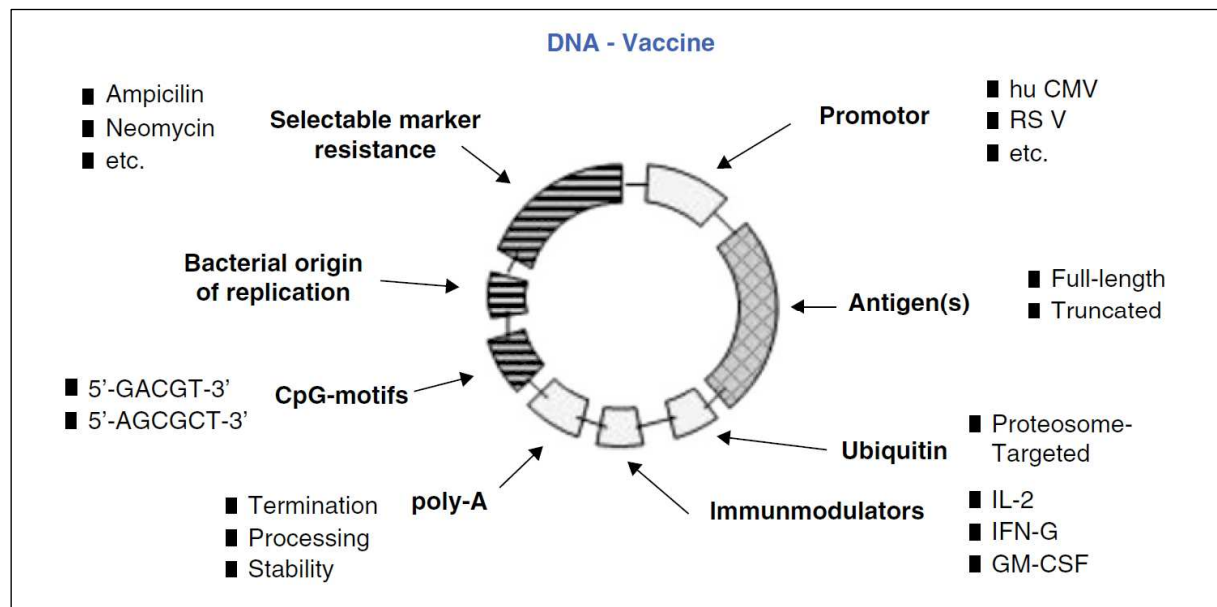 DNA - Vaccine
Ampicilin
Neomycin
etc.
Selectable marker
resistance
Promotor
hu CMV
RS V
etc.
Bacterial origin
of replication
Antigen(s)
Full-length
Truncated
5’-GACGT-3’
5’-AGCGCT-3’
CpG-motifs
Ubiquitin
Proteosome-
Targeted
poly-A
Termination
Processing
Stability
Immunmodulators
IL-2
IFN-G
GM-CSF